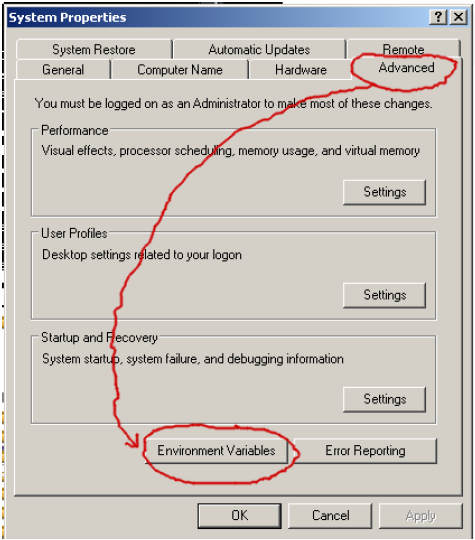 System Properties
System Restore Automatic Updates Remote
General Computer Name Hardware Advanced
You must be logged on as an Administrator to make most of these changes.
Performance
Visual effects, processor scheduling, memory usage, and virtual memory
Settings
User Profiles
Desktop settings related to your logon
Settings
Startup and Recovery
System startup, system failure, and debugging information
Settings
Environment Variables Error Reporting
OK Cancel Apply